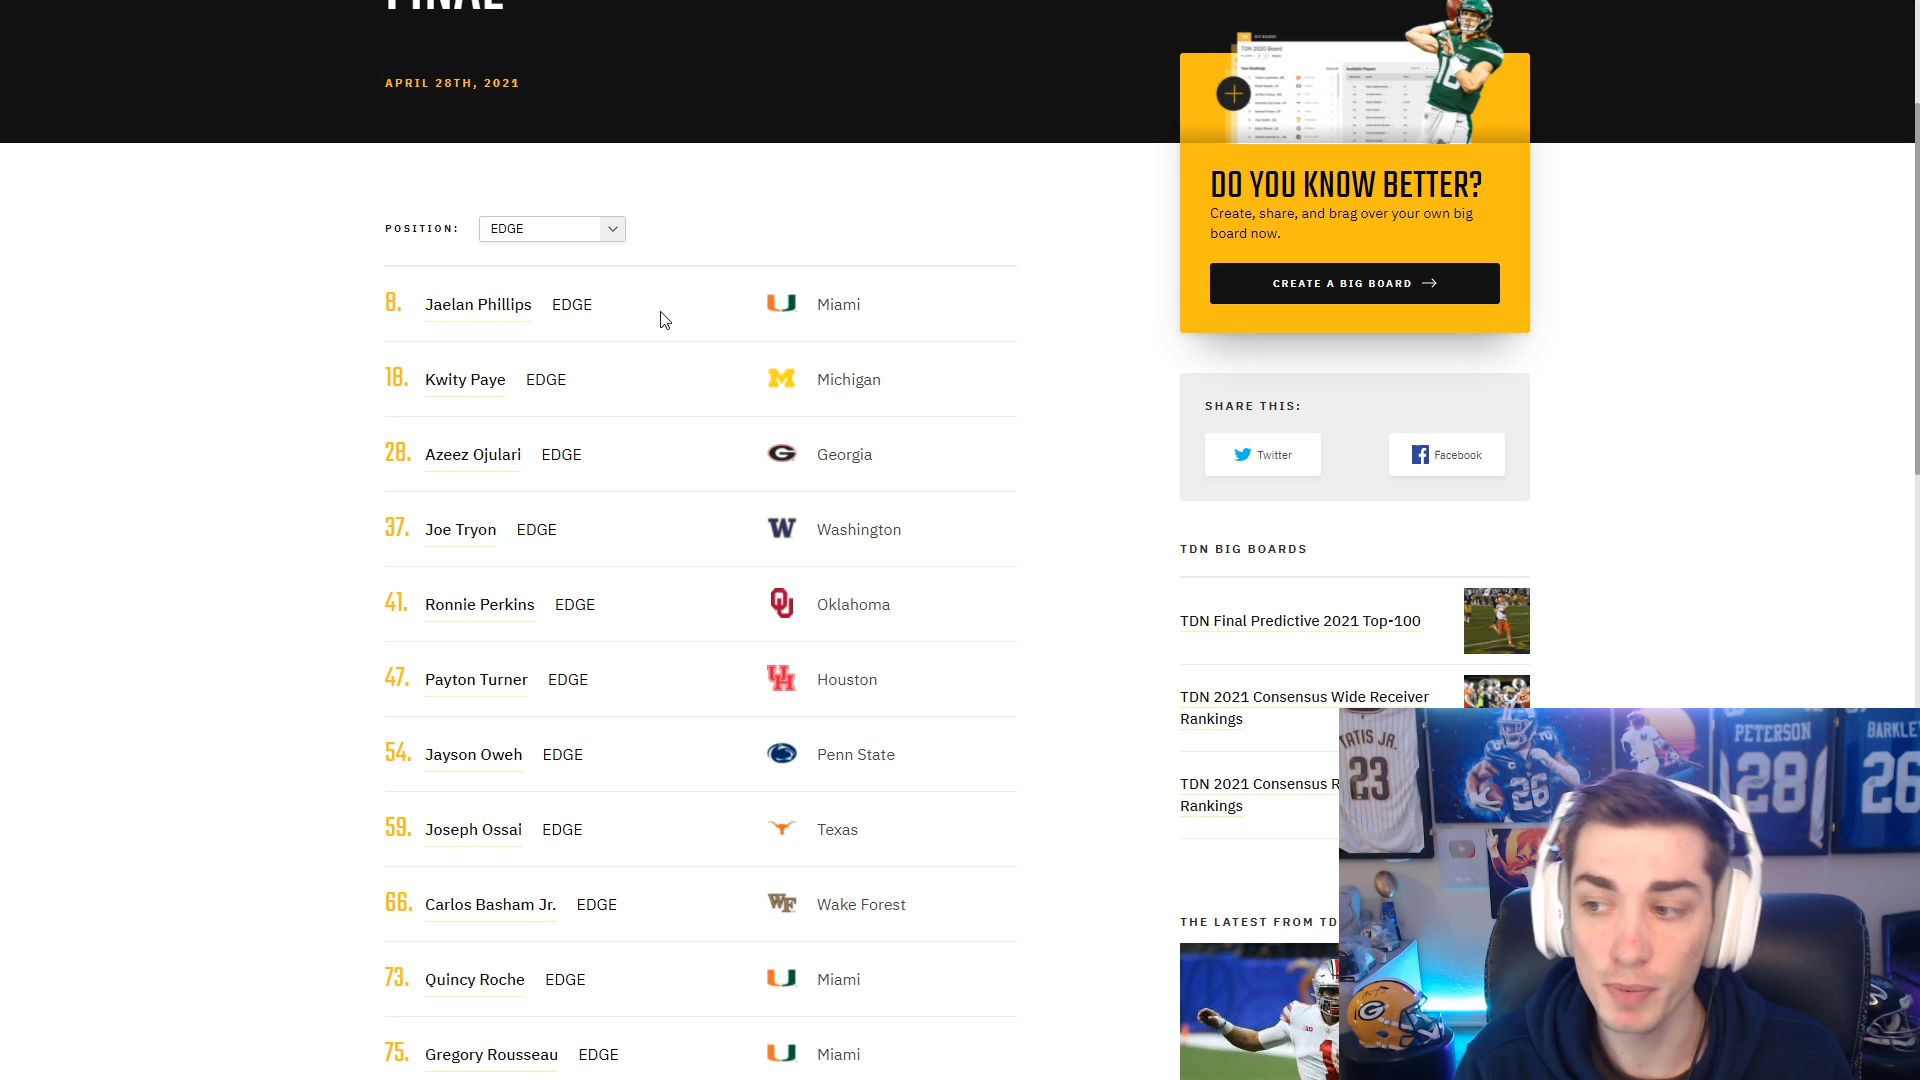 FINAL
APRIL 28TH, 2021
POSITION:
EDGE
8. Jaelan Phillips EDGE Miami
18. Kwity Paye EDGE Michigan
28. Azeez Ojulari EDGE Georgia
37. Joe Tryon EDGE Washington
41. Ronnie Perkins EDGE Oklahoma
47. Payton Turner EDGE Houston
54. Jayson Oweh EDGE Penn State
59. Joseph Ossai EDGE Texas
66. Carlos Basham Jr. EDGE Wake Forest
73. Quincy Roche EDGE Miami
75. Gregory Rousseau EDGE Miami
TDN 2020 Board
16
DO YOU KNOW BETTER?
Create, share, and brag over your own big
board now.
CREATE A BIG BOARD
SHARE THIS:
Twitter
Facebook
TDN BIG BOARDS
TDN Final Predictive 2021 Top-100
TDN 2021 Consensus Wide Receiver
Rankings
TDN 2021 Consensus R
Rankings
THE LATEST FROM TD
TATIS JR.
23
26
PETERSON
28
BARKLE
26